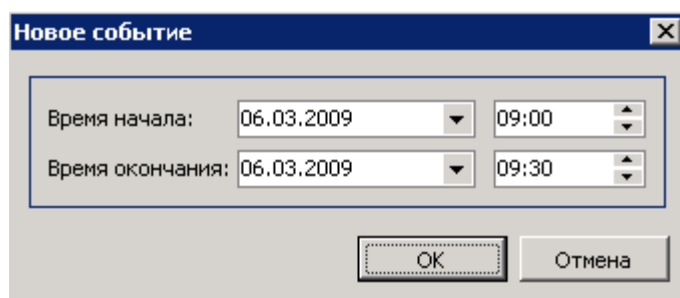 Новое событие
Время начала: 06.03.2009 09:00
Время окончания: 06.03.2009 09:30
OK Отмена